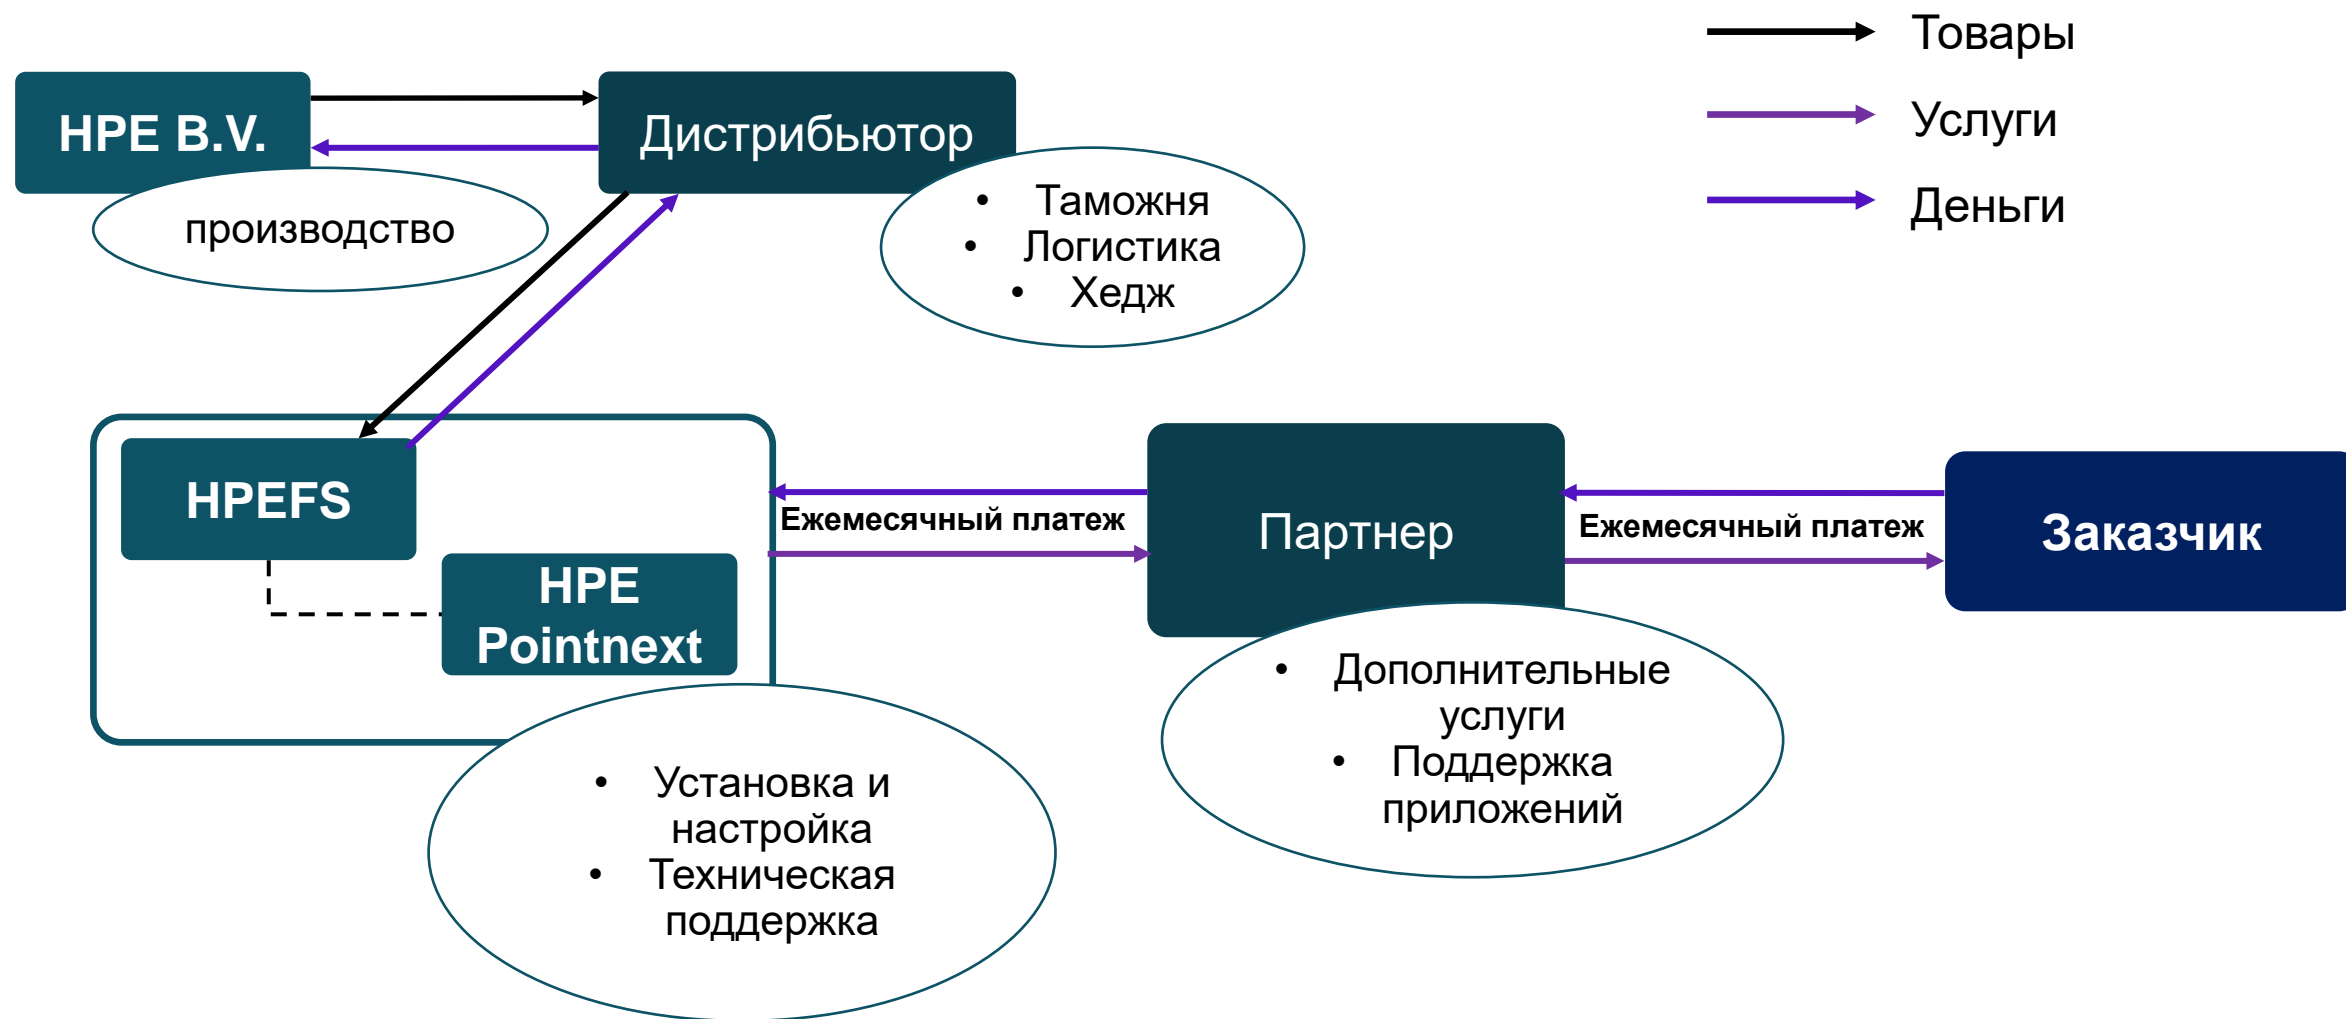 Товары
Услуги
Деньги
HPE B.V.
производство
Дистрибьютор
• Таможня
• Логистика
• Хедж
HPEFS
HPE
Pointnext
• Установка и
настройка
• Техническая
поддержка
Ежемесячный платеж
Партнер
• Дополнительные
услуги
• Поддержка
приложений
Ежемесячный платеж
Заказчик